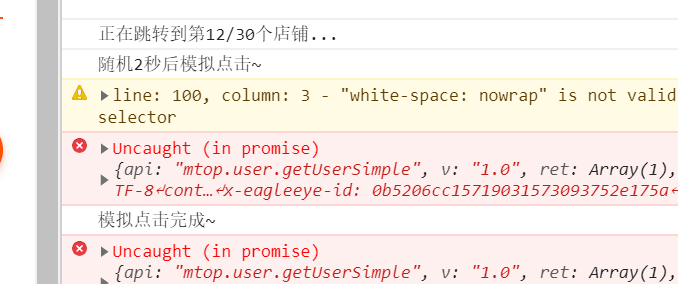 正在跳转到第12/30个店铺...
随机2秒后模拟点击~
line: 100, column: 3 - "white-space: nowrap" is not valid
selector
Uncaught (in promise)
{api: "mtop.user.getUserSimple", v: "1.0", ret: Array(1),
TF-8↵cont…↵x-eagleeye-id: 0b5206cc15719031573093752e175a↵
模拟点击完成~
Uncaught (in promise)
{api: "mtop.user.getUserSimple", v: "1.0", ret: Array(1),